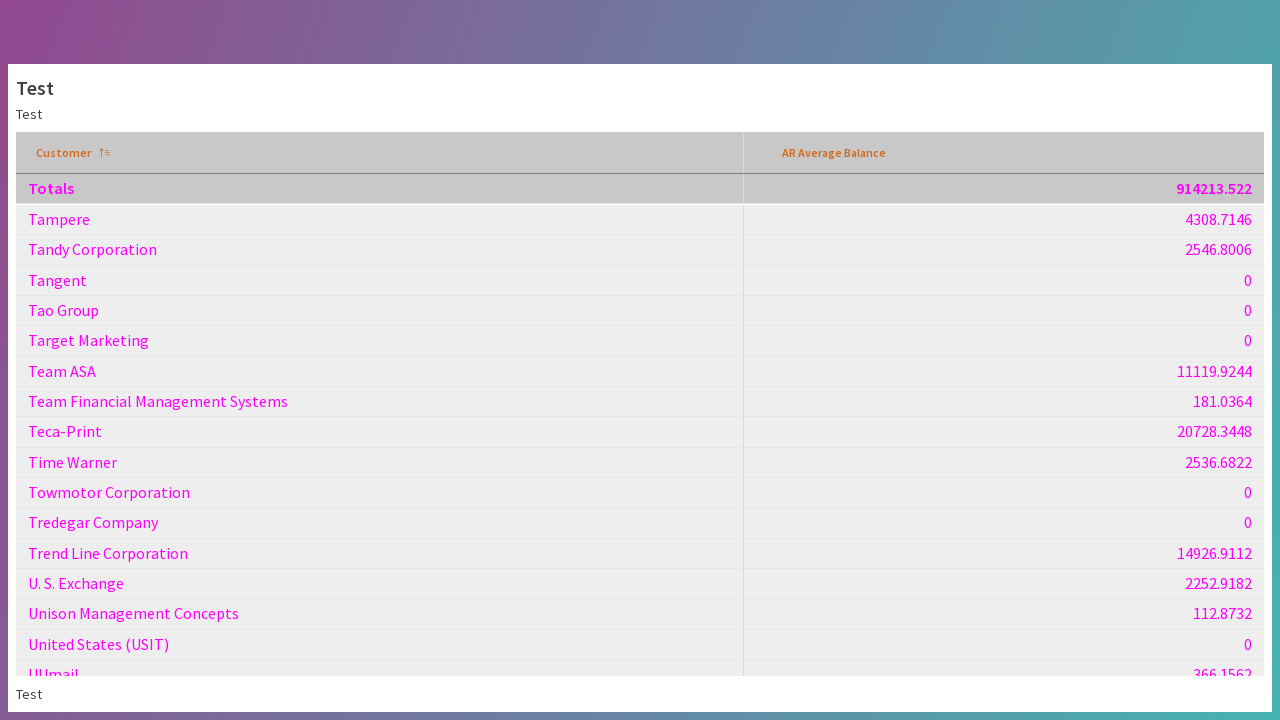 Test
Test
Customer AR Average Balance
Totals 914213.522
Tampere 4308.7146
Tandy Corporation 2546.8006
Tangent 0
Tao Group 0
Target Marketing 0
Team ASA 11119.9244
Team Financial Management Systems 181.0364
Teca-Print 20728.3448
Time Warner 2536.6822
Towmotor Corporation 0
Tredegar Company 0
Trend Line Corporation 14926.9112
U. S. Exchange 2252.9182
Unison Management Concepts 112.8732
United States (USIT) 0
UUmail 366.1562
Test